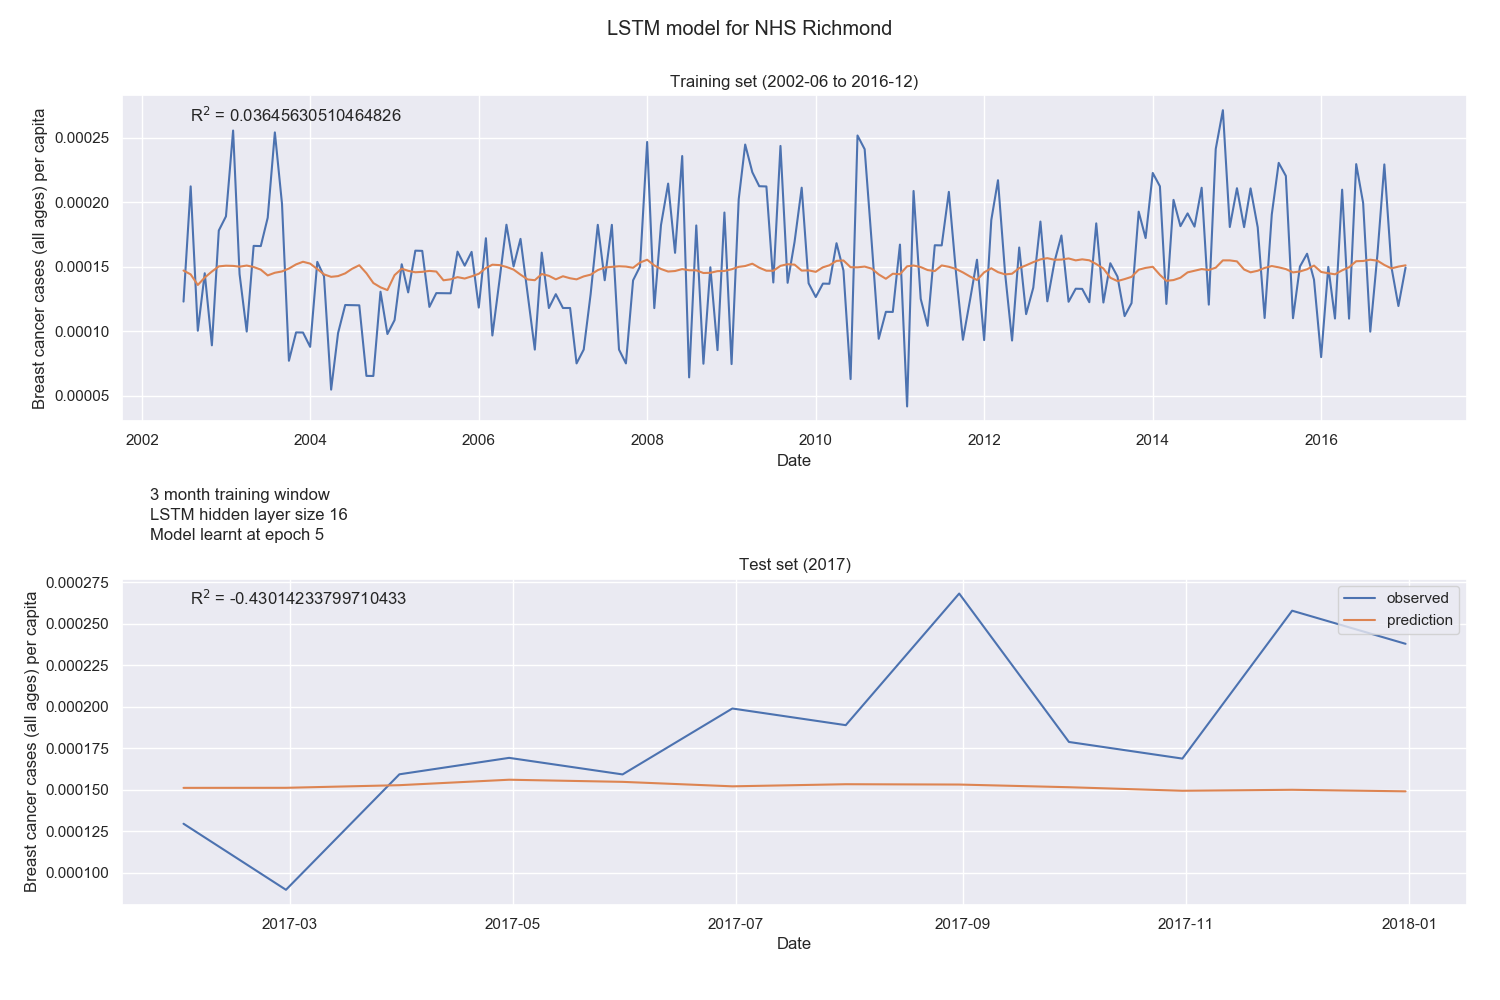 LSTM model for NHS Richmond
Training set (2002-06 to 2016-12)
R² = 0.03645630510464826
Breast cancer cases (all ages) per capita
0.00025
0.00020
0.00015
0.00010
0.00005
2002 2004 2006 2008 2010 2012 2014 2016
Date
3 month training window
LSTM hidden layer size 16
Model learnt at epoch 5
Test set (2017)
R² = -0.43014233799710433
observed
prediction
Breast cancer cases (all ages) per capita
0.000275
0.000250
0.000225
0.000200
0.000175
0.000150
0.000125
0.000100
2017-03 2017-05 2017-07 2017-09 2017-11 2018-01
Date